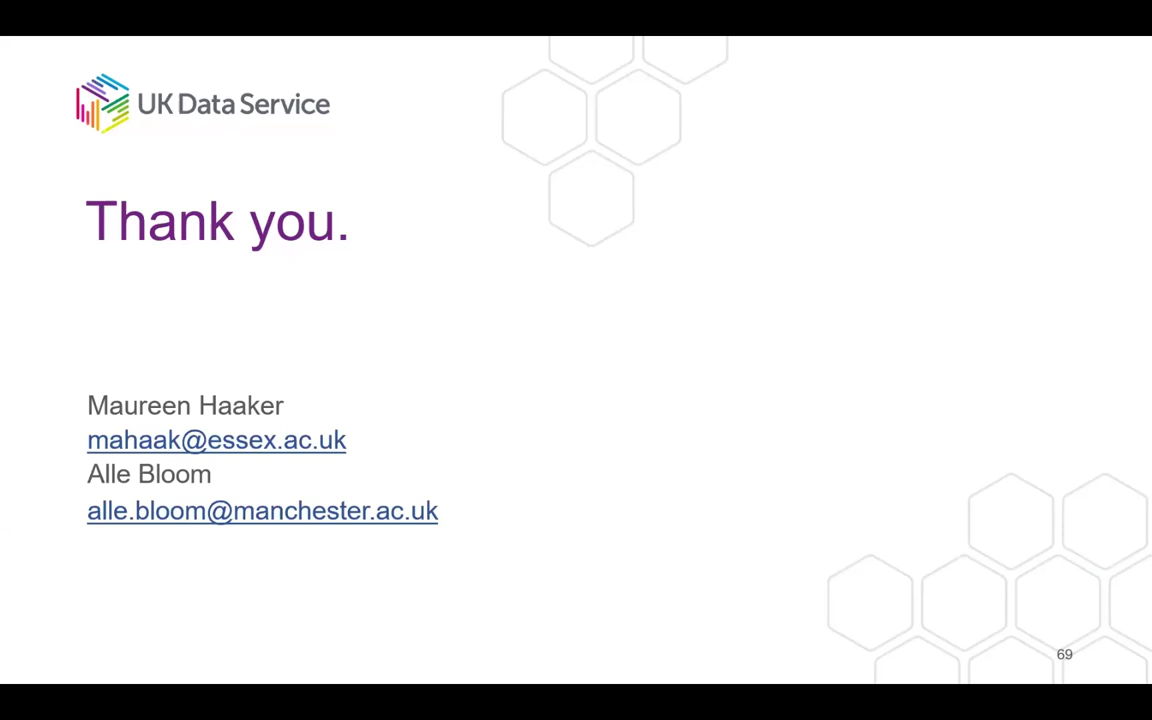 UK Data Service
Thank you.
Maureen Haaker
mahaak@essex.ac.uk
Alle Bloom
alle.bloom@manchester.ac.uk
69